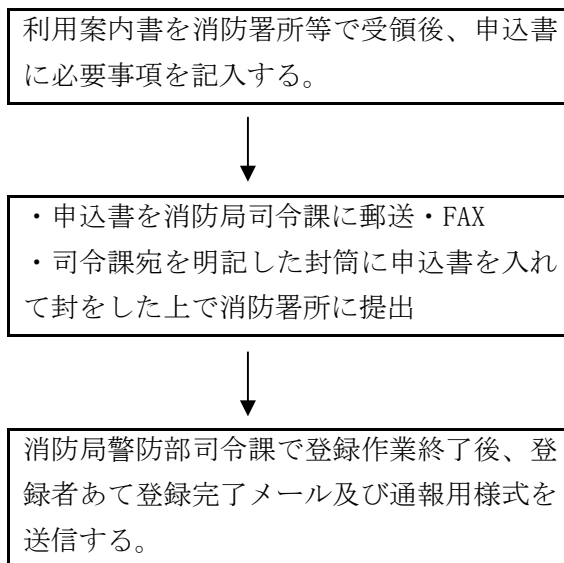 利用案内書を消防署所等で受領後、申込書
に必要事項を記入する。
・申込書を消防局司令課に郵送・FAX
・司令課宛を明記した封筒に申込書を入れ
て封をした上で消防署所に提出
消防局警防部司令課で登録作業終了後、登
録者あて登録完了メール及び通報用様式を
送信する。